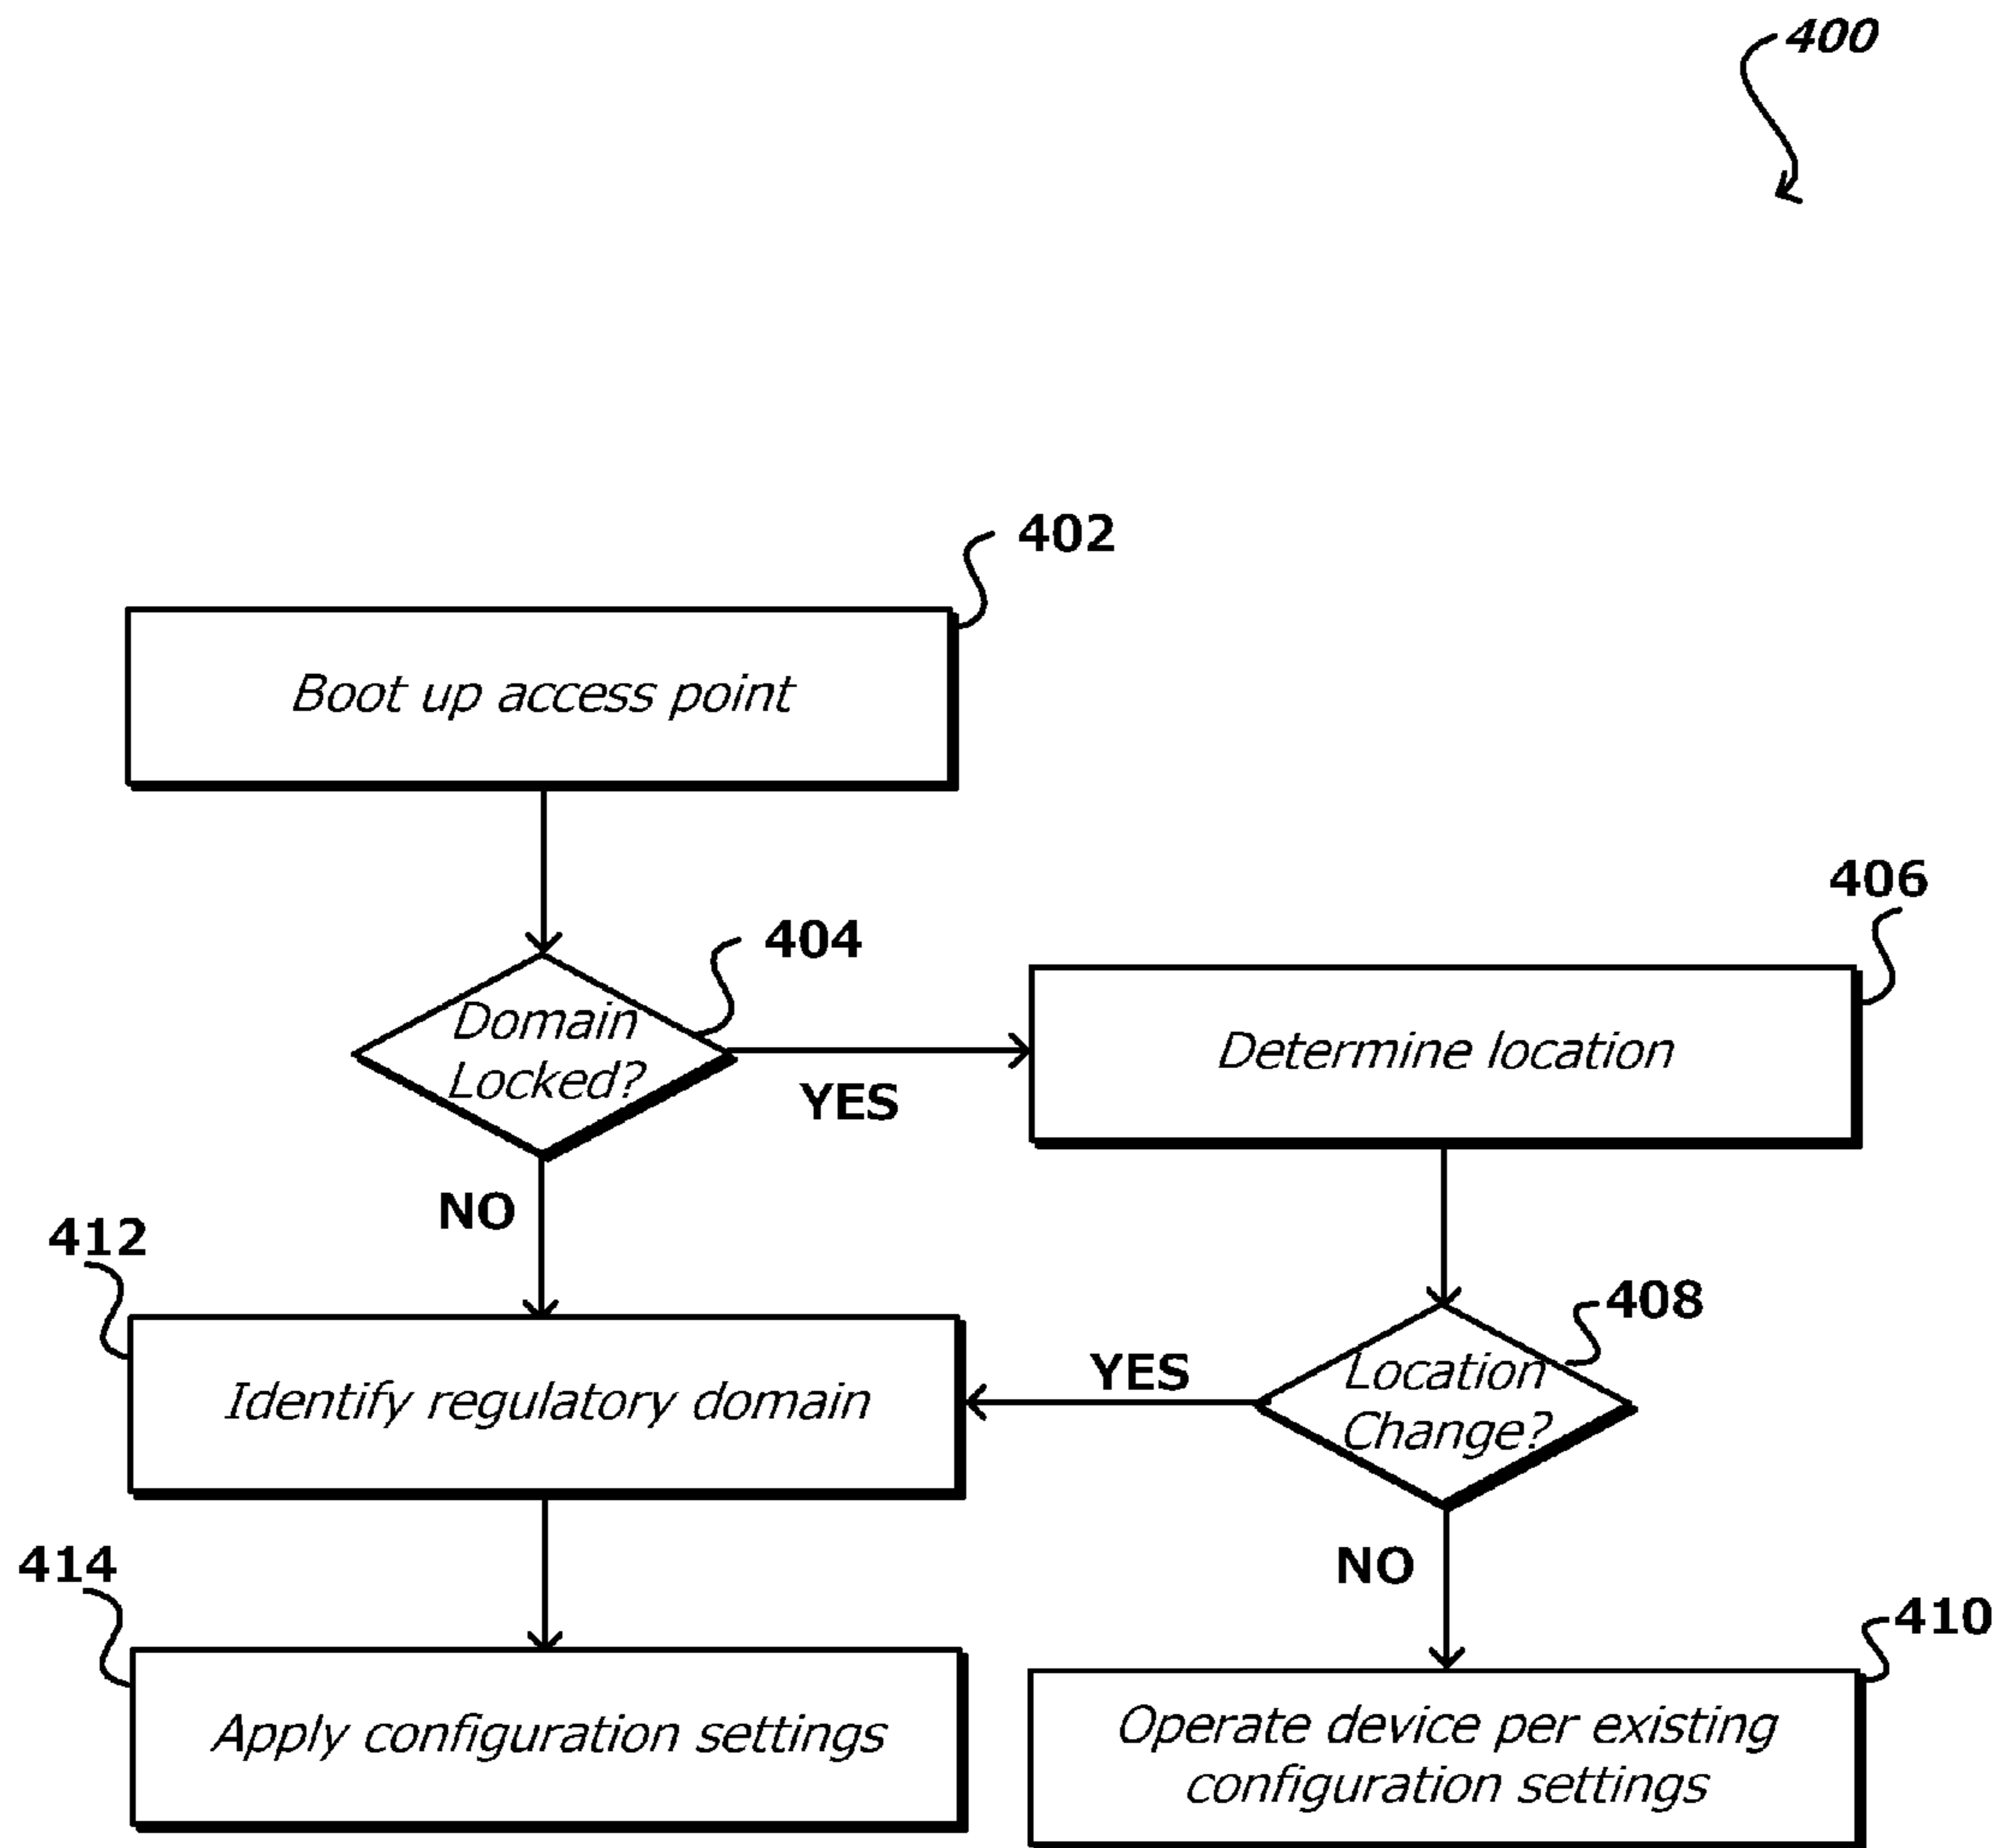 400
402
Boot up access point
404
406
Domain
Locked?
Determine location
YES
NO
412
408
YES
Location
Change?
Identify regulatory domain
NO
414
410
Apply configuration settings
Operate device per existing
configuration settings